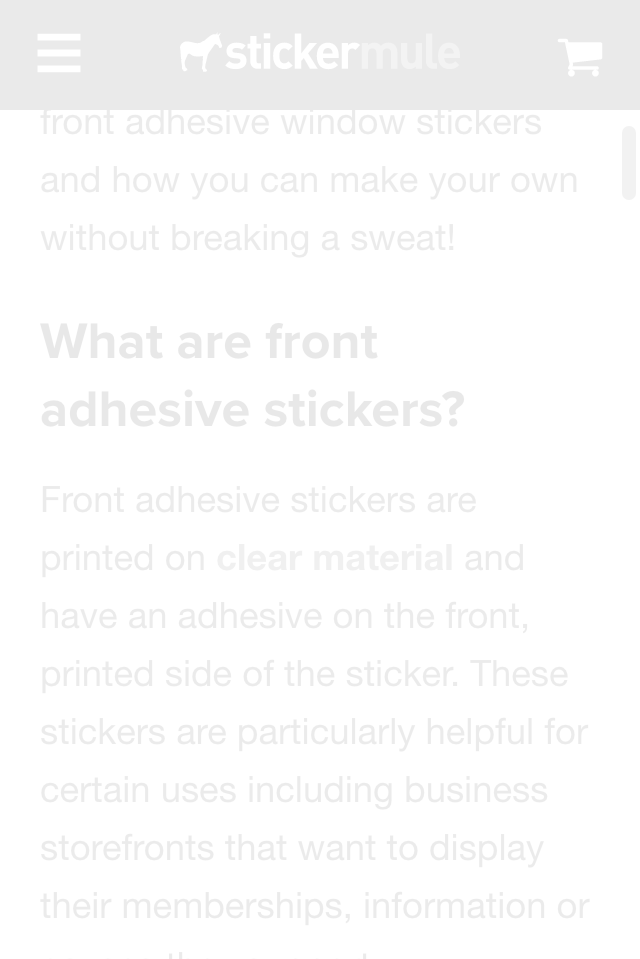 stickermule
front adhesive window stickers
and how you can make your own
without breaking a sweat!
What are front
adhesive stickers?
Front adhesive stickers are
printed on clear material and
have an adhesive on the front,
printed side of the sticker. These
stickers are particularly helpful for
certain uses including business
storefronts that want to display
their memberships, information or